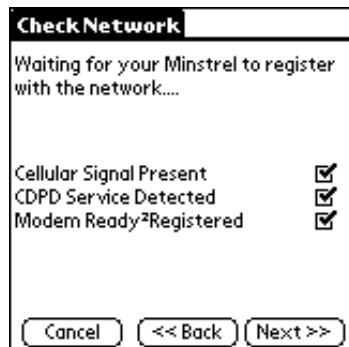 Check Network
Waiting for your Minstrel to register
with the network....
Cellular Signal Present
CDPD Service Detected
Modem Ready²Registered
Cancel
<< Back
Next >>